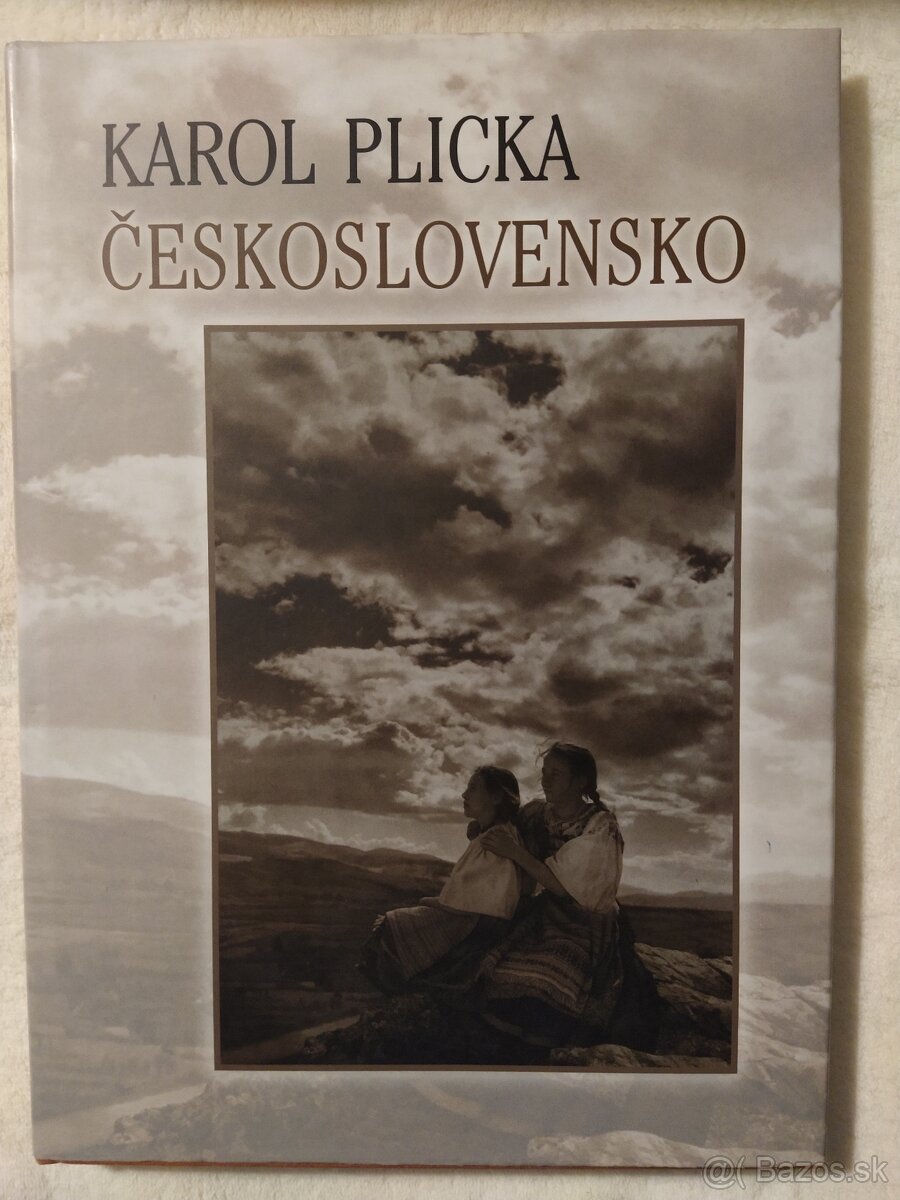 KAROL PLICKA
ČESKOSLOVENSKO
@( Bazos.sk